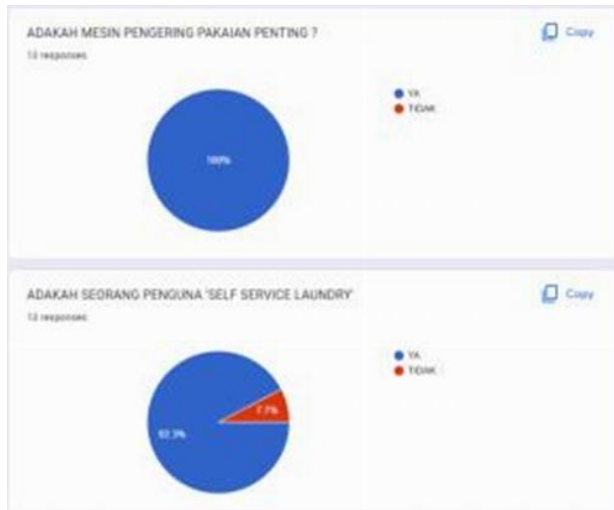 ADAKAH MESIN PENGERING PAKAIAN PENTING ?
Copy
13 responses
YA
TIDAK
100%
ADAKAH SEORANG PENGUNA 'SELF SERVICE LAUNDRY'
Copy
13 responses
YA
TIDAK
7.7%
92.3%